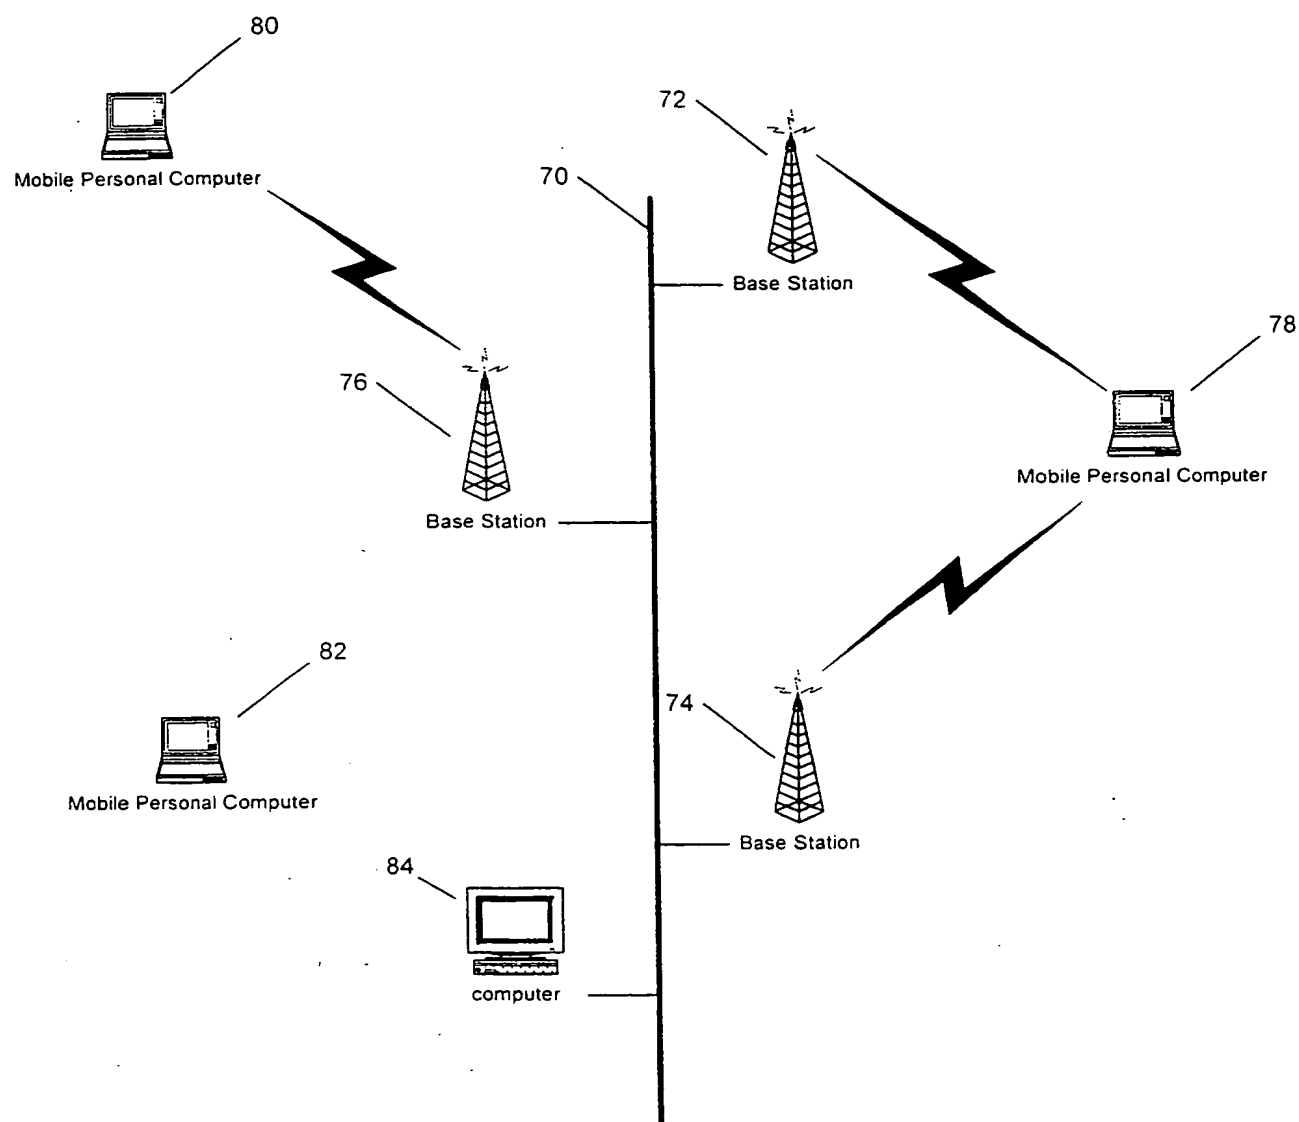 80
Mobile Personal Computer
72
70
Base Station
78
76
Mobile Personal Computer
Base Station
82
74
Mobile Personal Computer
Base Station
84
computer